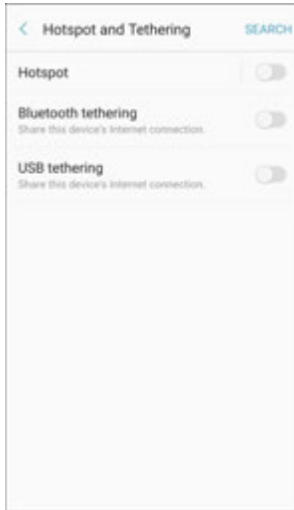 Hotspot and Tethering SEARCH
Hotspot
Bluetooth tethering
Share this device's Internet connection.
USB tethering
Share this device's Internet connection.